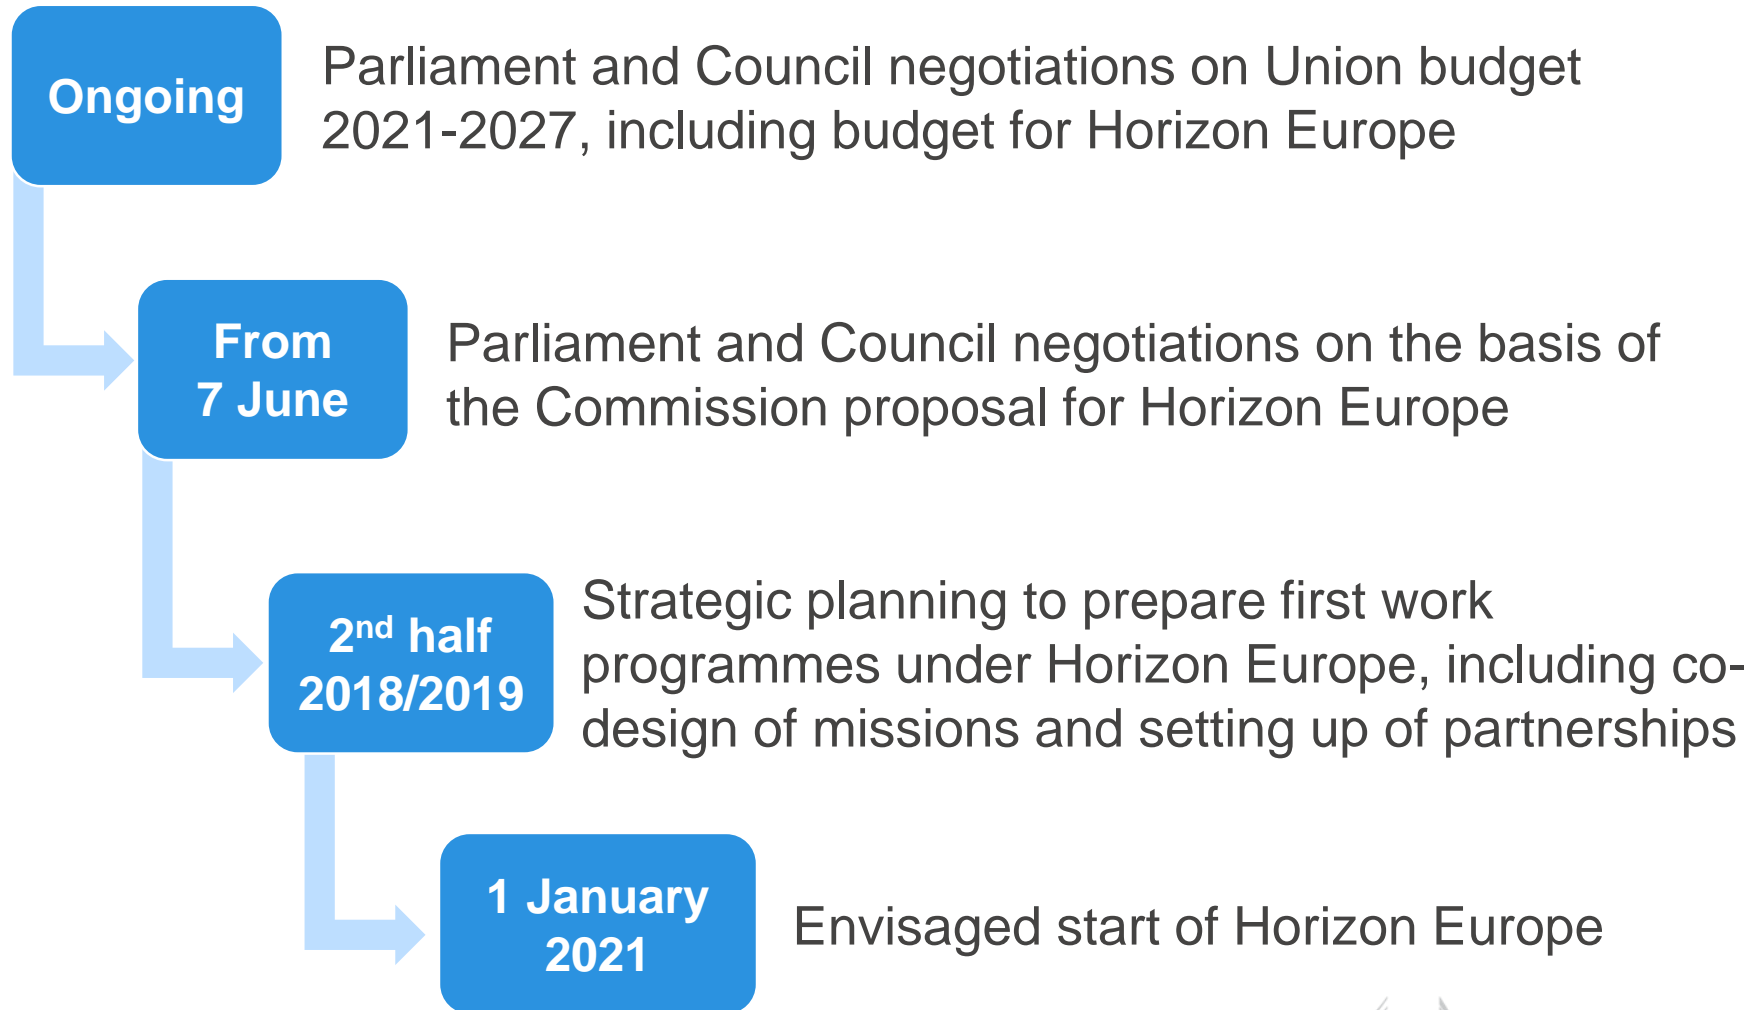 Ongoing
Parliament and Council negotiations on Union budget
2021-2027, including budget for Horizon Europe
From
7 June
Parliament and Council negotiations on the basis of
the Commission proposal for Horizon Europe
2nd half
2018/2019
Strategic planning to prepare first work
programmes under Horizon Europe, including co-
design of missions and setting up of partnerships
1 January
2021
Envisaged start of Horizon Europe